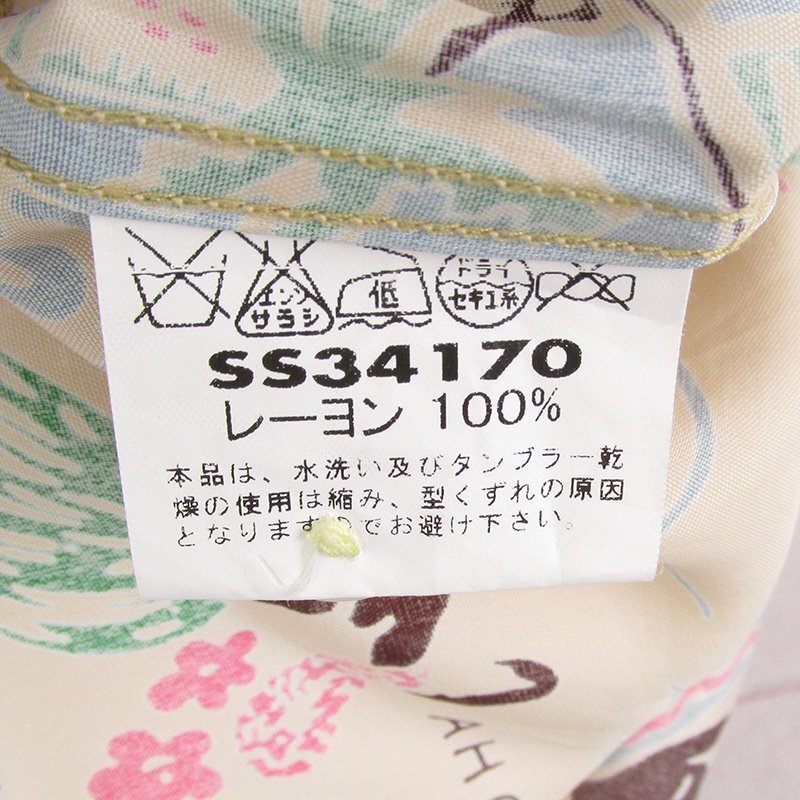 エンソ
サラシ
低
ドライ
セキユ系
SS34170
レーヨン 100%
本品は、水洗い及びタンブラー乾
燥の使用は縮み、型くずれの原因
となりますのでお避け下さい。
AHO